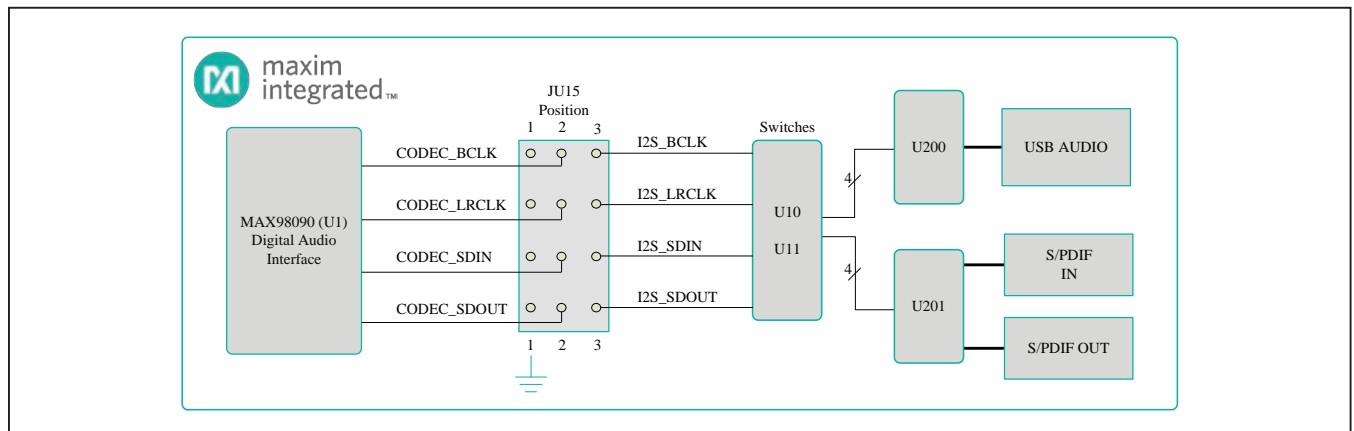 maxim
integrated™
JU15
Position
1 2 3
Switches
CODEC_BCLK
I2S_BCLK
U200
USB AUDIO
4
CODEC_LRCLK
I2S_LRCLK
MAX98090 (U1)
Digital Audio
Interface
U10
U11
CODEC_SDIN
I2S_SDIN
4
S/PDIF
IN
CODEC_SDOUT
I2S_SDOUT
U201
S/PDIF OUT
1 2 3